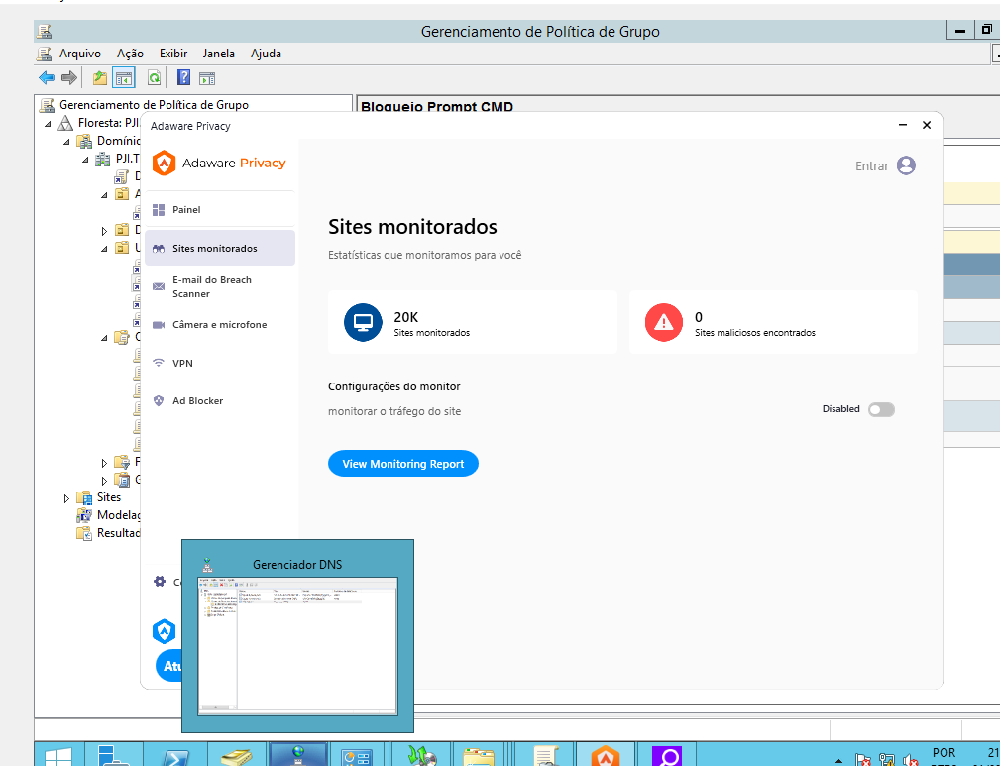 Gerenciamento de Política de Grupo
Arquivo Ação Exibir Janela Ajuda
Gerenciamento de Política de Grupo
Bloqueio Prompt CMD
Floresta: PJI
Domínio
PJI.T
Sites
Modelag
Resultad
Adaware Privacy
Adaware Privacy
Entrar
Painel
Sites monitorados
E-mail do Breach
Scanner
Câmera e microfone
VPN
Ad Blocker
Sites monitorados
Estatísticas que monitoramos para você
20K
Sites monitorados
0
Sites maliciosos encontrados
Configurações do monitor
monitorar o tráfego do site
Disabled
View Monitoring Report
Atu
Gerenciador DNS
POR
21